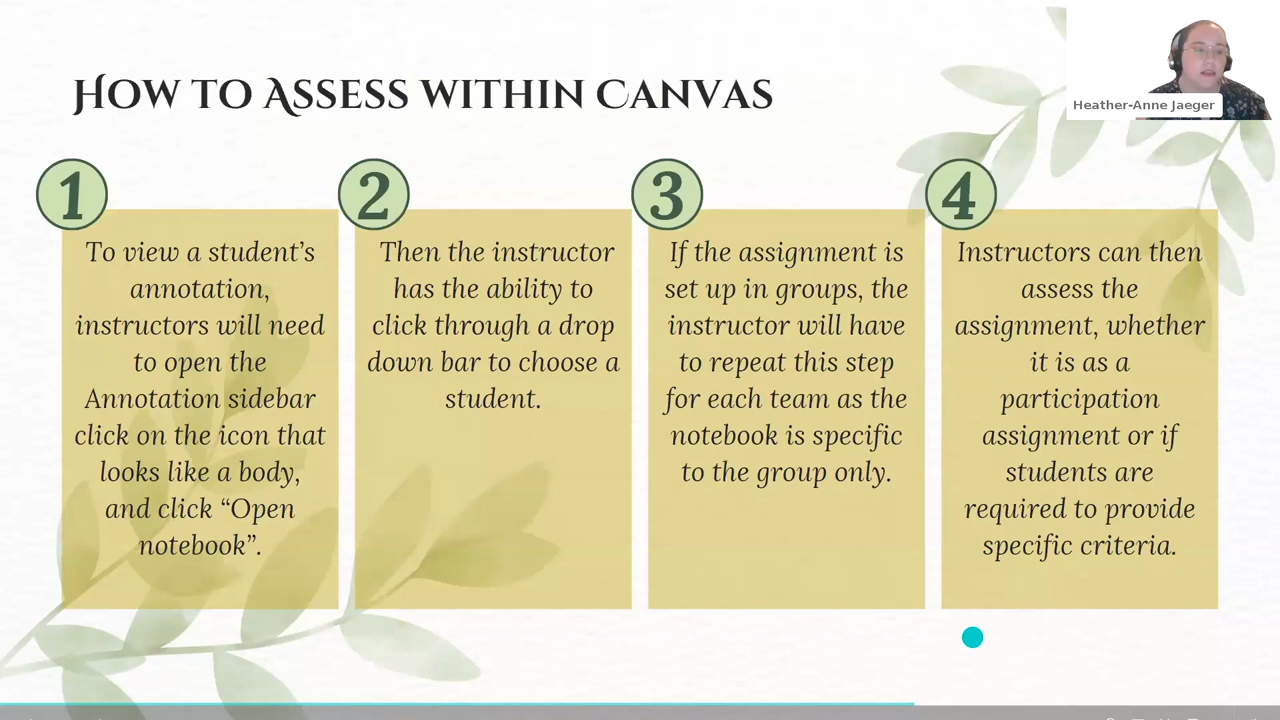 How to Assess within Canvas
Heather-Anne Jaeger
1
To view a student's
annotation,
instructors will need
to open the
Annotation sidebar
click on the icon that
looks like a body,
and click “Open
notebook”.
2
Then the instructor
has the ability to
click through a drop
down bar to choose a
student.
3
If the assignment is
set up in groups, the
instructor will have
to repeat this step
for each team as the
notebook is specific
to the group only.
4
Instructors can then
assess the
assignment, whether
it is as a
participation
assignment or if
students are
required to provide
specific criteria.